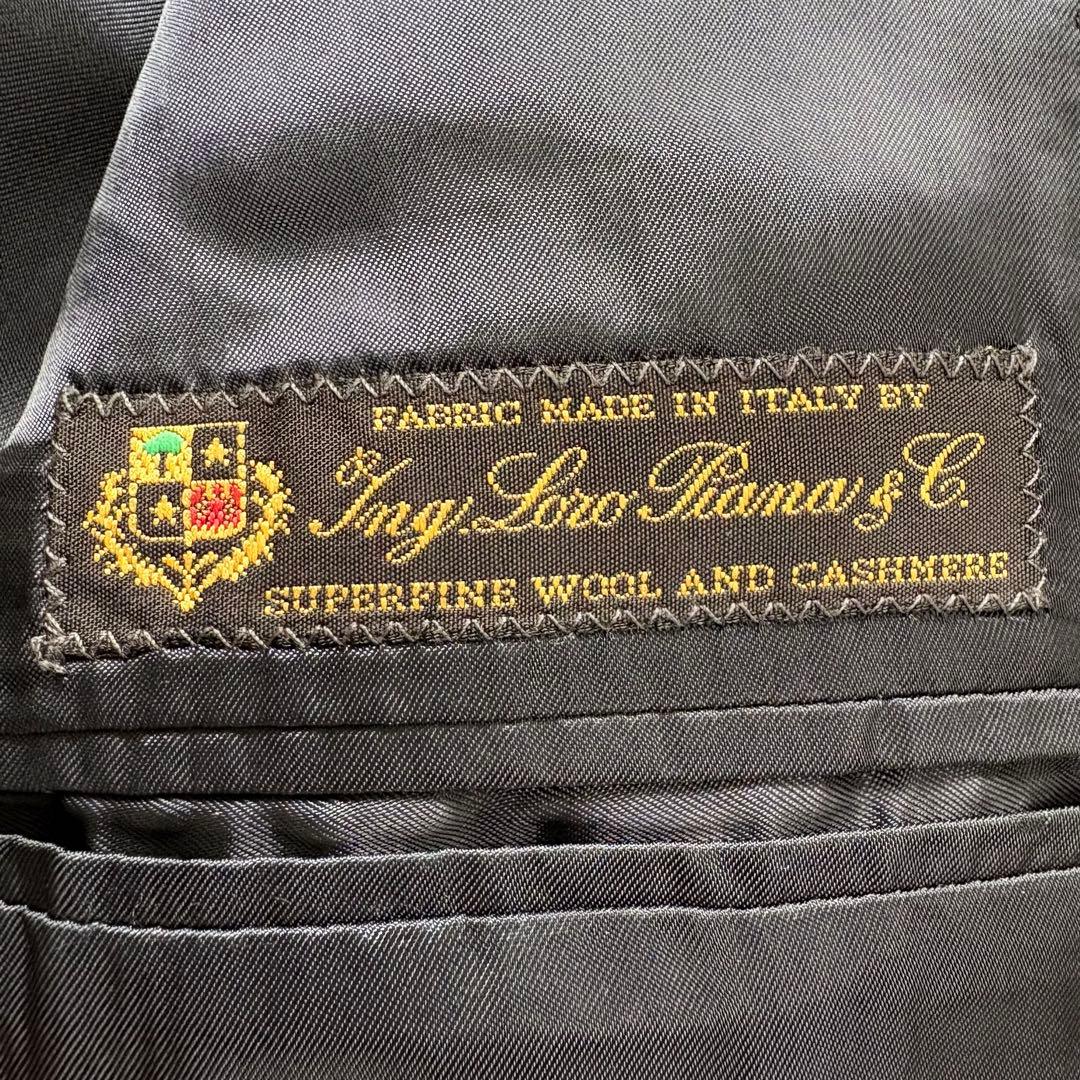 FABRIC MADE IN ITALY BY
Ing. Loro Piana & C.
SUPERFINE WOOL AND CASHMERE